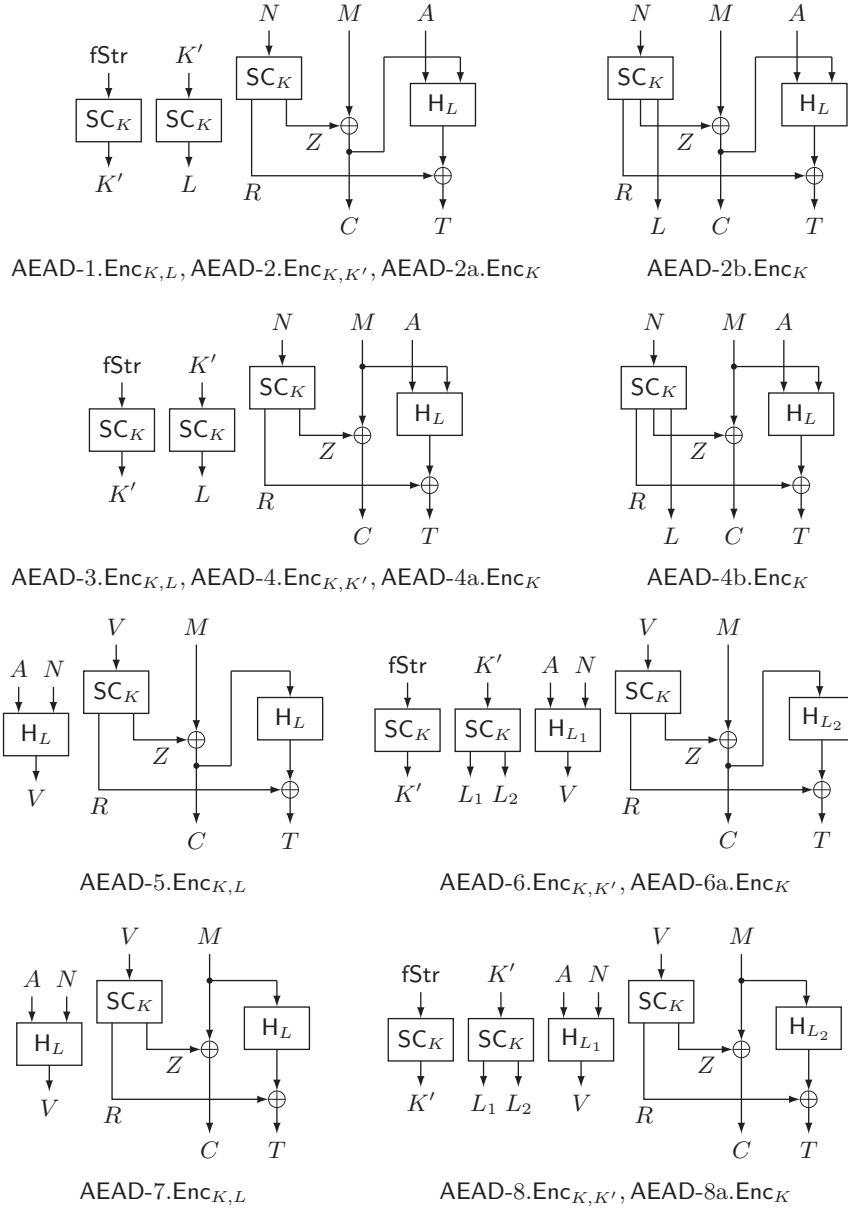 N M A N M A
fStr K′
SC_K SC_K SC_K H_L SC_K H_L
Z Z
K′ L R R
C T L C T
AEAD-1.Enc_{K,L}, AEAD-2.Enc_{K,K′}, AEAD-2a.Enc_K AEAD-2b.Enc_K
N M A N M A
fStr K′
SC_K SC_K SC_K H_L SC_K H_L
Z Z
K′ L R R
C T L C T
AEAD-3.Enc_{K,L}, AEAD-4.Enc_{K,K′}, AEAD-4a.Enc_K AEAD-4b.Enc_K
V M V M
A N fStr K′ A N
SC_K H_L SC_K H_{L_2}
H_L SC_K SC_K H_{L_1}
Z Z
V R K′ L_1 L_2 V R
C T C T
AEAD-5.Enc_{K,L} AEAD-6.Enc_{K,K′}, AEAD-6a.Enc_K
V M V M
A N fStr K′ A N
SC_K H_L SC_K H_{L_2}
H_L SC_K SC_K H_{L_1}
Z Z
V R K′ L_1 L_2 V R
C T C T
AEAD-7.Enc_{K,L} AEAD-8.Enc_{K,K′}, AEAD-8a.Enc_K